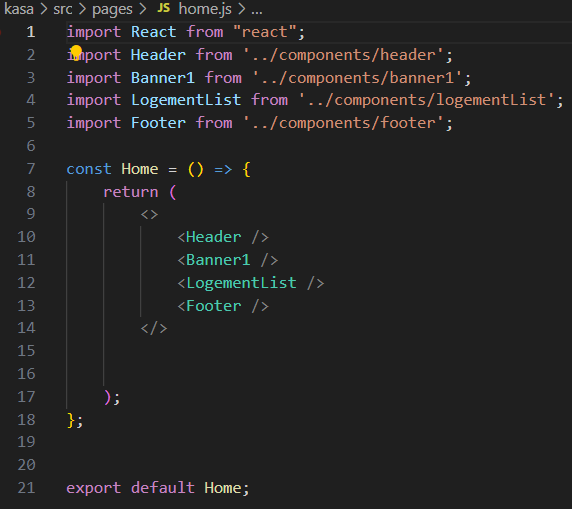 kasa > src > pages > JS home.js > ...
1 import React from "react";
2 import Header from '../components/header';
3 import Banner1 from '../components/banner1';
4 import LogementList from '../components/logementList';
5 import Footer from '../components/footer';
6
7 const Home = () => {
8 return (
9 <>
10 <Header />
11 <Banner1 />
12 <LogementList />
13 <Footer />
14 </>
15
16
17 );
18 };
19
20
21 export default Home;